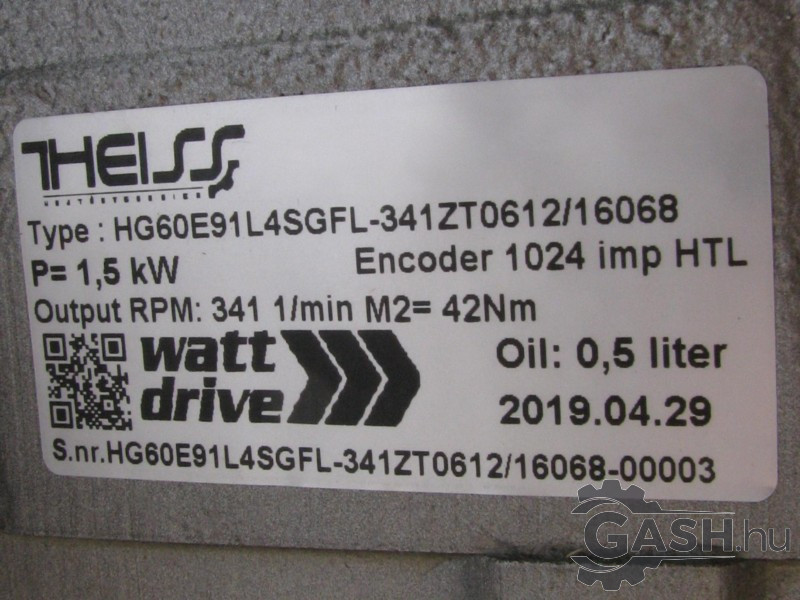 THEISS
HAJTÁSTECHNIKA
Type : HG60E91L4SGFL-341ZT0612/16068
P= 1,5 kW Encoder 1024 imp HTL
Output RPM: 341 1/min M2= 42Nm
watt
drive
Oil: 0,5 liter
2019.04.29
S.nr.HG60E91L4SGFL-341ZT0612/16068-00003
GASH.hu